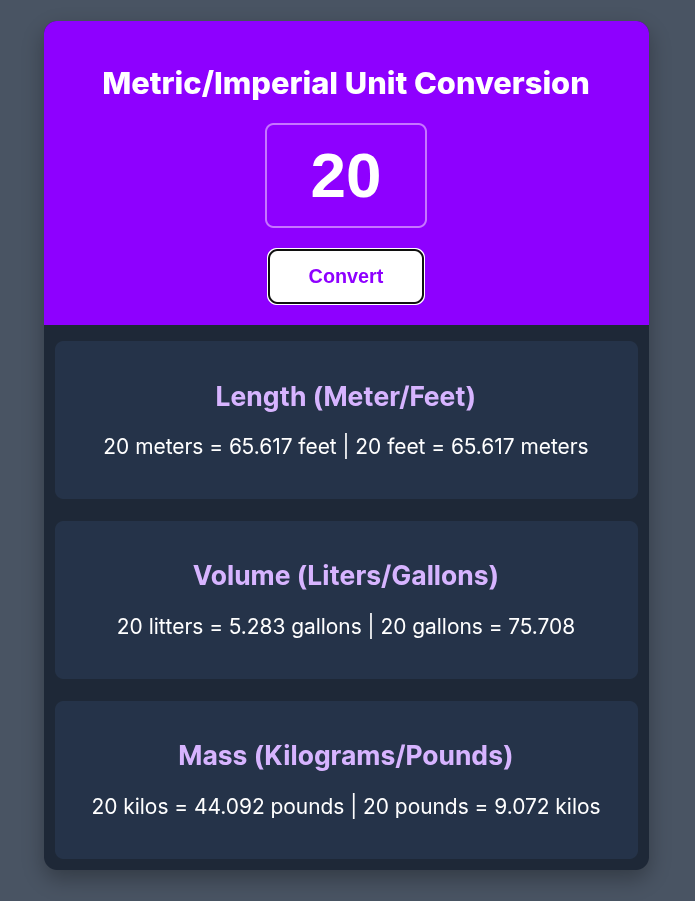 Metric/Imperial Unit Conversion
20
Convert
Length (Meter/Feet)
20 meters = 65.617 feet | 20 feet = 65.617 meters
Volume (Liters/Gallons)
20 litters = 5.283 gallons | 20 gallons = 75.708
Mass (Kilograms/Pounds)
20 kilos = 44.092 pounds | 20 pounds = 9.072 kilos